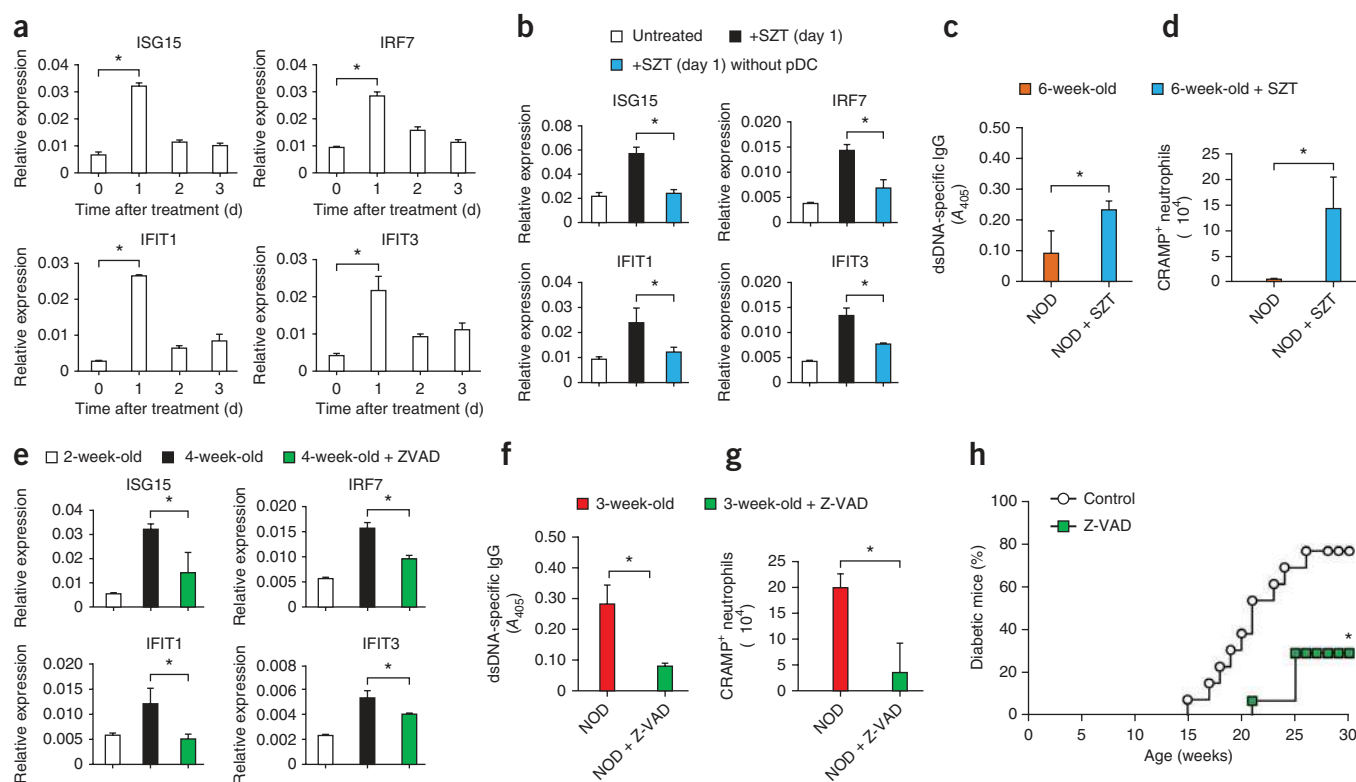 a
ISG15
Relative expression
0.04
0.03
0.02
0.01
0
*
0 1 2 3
Time after treatment (d)
IRF7
Relative expression
0.04
0.03
0.02
0.01
0
*
0 1 2 3
Time after treatment (d)
IFIT1
Relative expression
0.03
0.02
0.01
0
*
0 1 2 3
Time after treatment (d)
IFIT3
Relative expression
0.03
0.02
0.01
0
*
0 1 2 3
Time after treatment (d)
b
Untreated
+SZT (day 1)
+SZT (day 1) without pDC
ISG15
Relative expression
0.08
0.06
0.04
0.02
0
*
IRF7
Relative expression
0.020
0.015
0.010
0.005
0
*
IFIT1
Relative expression
0.04
0.03
0.02
0.01
0
*
IFIT3
Relative expression
0.020
0.015
0.010
0.005
0
*
c
d
6-week-old
6-week-old + SZT
dsDNA-specific IgG
(A405)
0.50
0.30
0.20
0.10
0
*
NOD
NOD + SZT
CRAMP+ neutrophils
( 10⁴)
25
20
15
10
5
0
*
NOD
NOD + SZT
e
2-week-old
4-week-old
4-week-old + ZVAD
ISG15
Relative expression
0.04
0.03
0.02
0.01
0
*
IRF7
Relative expression
0.020
0.015
0.010
0.005
0
*
IFIT1
Relative expression
0.020
0.015
0.010
0.005
0
*
IFIT3
Relative expression
0.008
0.006
0.004
0.002
0
*
f
g
3-week-old
3-week-old + Z-VAD
dsDNA-specific IgG
(A405)
0.50
0.30
0.20
0.10
0
*
NOD
NOD + Z-VAD
CRAMP+ neutrophils
( 10⁴)
25
20
15
10
5
0
*
NOD
NOD + Z-VAD
h
Control
Z-VAD
Diabetic mice (%)
80
60
40
20
0
*
0 5 10 15 20 25 30
Age (weeks)